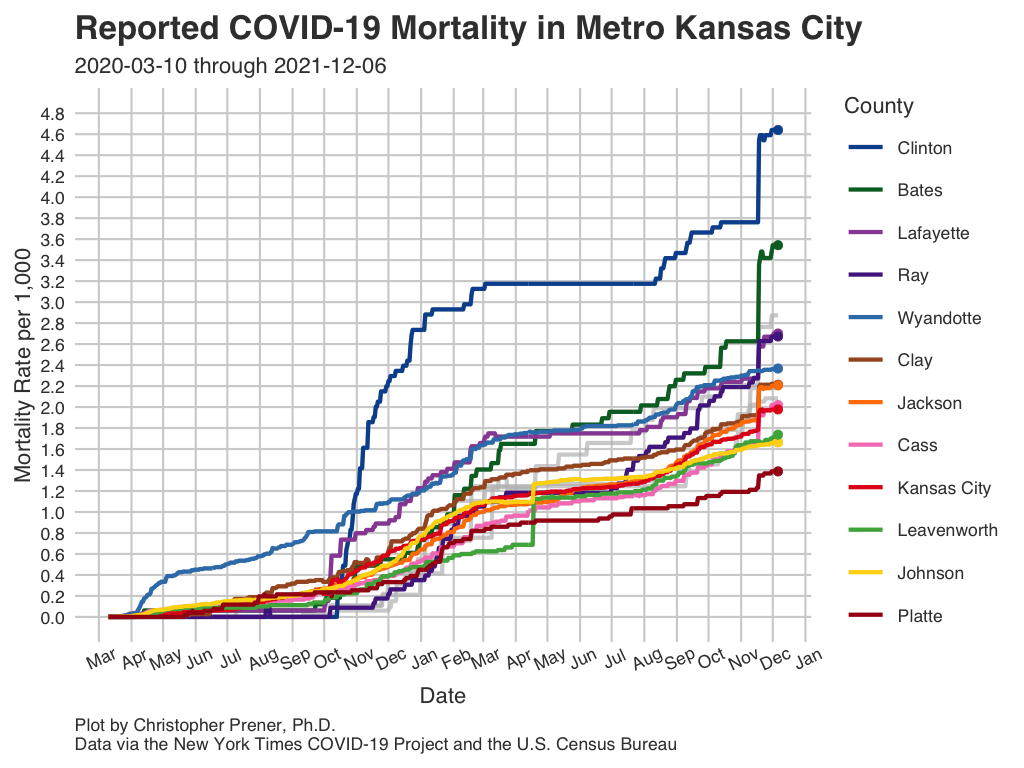 Reported COVID-19 Mortality in Metro Kansas City
2020-03-10 through 2021-12-06
Mortality Rate per 1,000
4.8
4.6
4.4
4.2
4.0
3.8
3.6
3.4
3.2
3.0
2.8
2.6
2.4
2.2
2.0
1.8
1.6
1.4
1.2
1.0
0.8
0.6
0.4
0.2
0.0
Mar Apr May Jun Jul Aug Sep Oct Nov Dec Jan Feb Mar Apr May Jun Jul Aug Sep Oct Nov Dec Jan
Date
County
Clinton
Bates
Lafayette
Ray
Wyandotte
Clay
Jackson
Cass
Kansas City
Leavenworth
Johnson
Platte
Plot by Christopher Prener, Ph.D.
Data via the New York Times COVID-19 Project and the U.S. Census Bureau